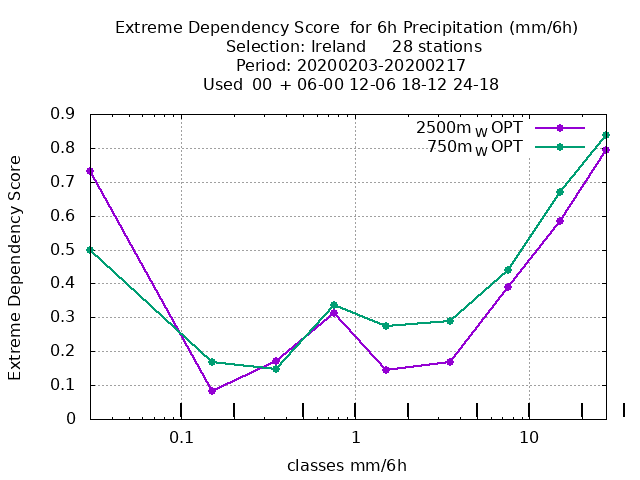 Extreme Dependency Score  for 6h Precipitation (mm/6h)
Selection: Ireland     28 stations
Period: 20200203-20200217
Used  00  + 06-00 12-06 18-12 24-18
2500m_W OPT
750m_W OPT
Extreme Dependency Score
0.9
0.8
0.7
0.6
0.5
0.4
0.3
0.2
0.1
0
0.1
1
10
classes mm/6h